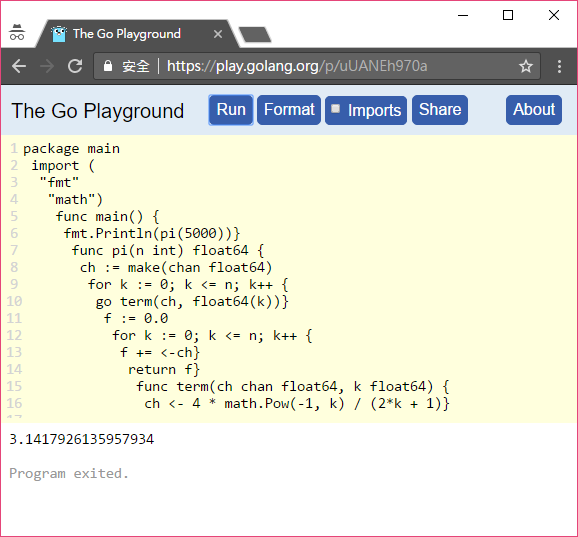 The Go Playground
安全 | https://play.golang.org/p/uUANEh970a
The Go Playground Run Format Imports Share About
1 package main
2 import (
3 "fmt"
4 "math")
5 func main() {
6 fmt.Println(pi(5000))}
7 func pi(n int) float64 {
8 ch := make(chan float64)
9 for k := 0; k <= n; k++ {
10 go term(ch, float64(k))}
11 f := 0.0
12 for k := 0; k <= n; k++ {
13 f += <-ch}
14 return f}
15 func term(ch chan float64, k float64) {
16 ch <- 4 * math.Pow(-1, k) / (2*k + 1)}
3.1417926135957934
Program exited.